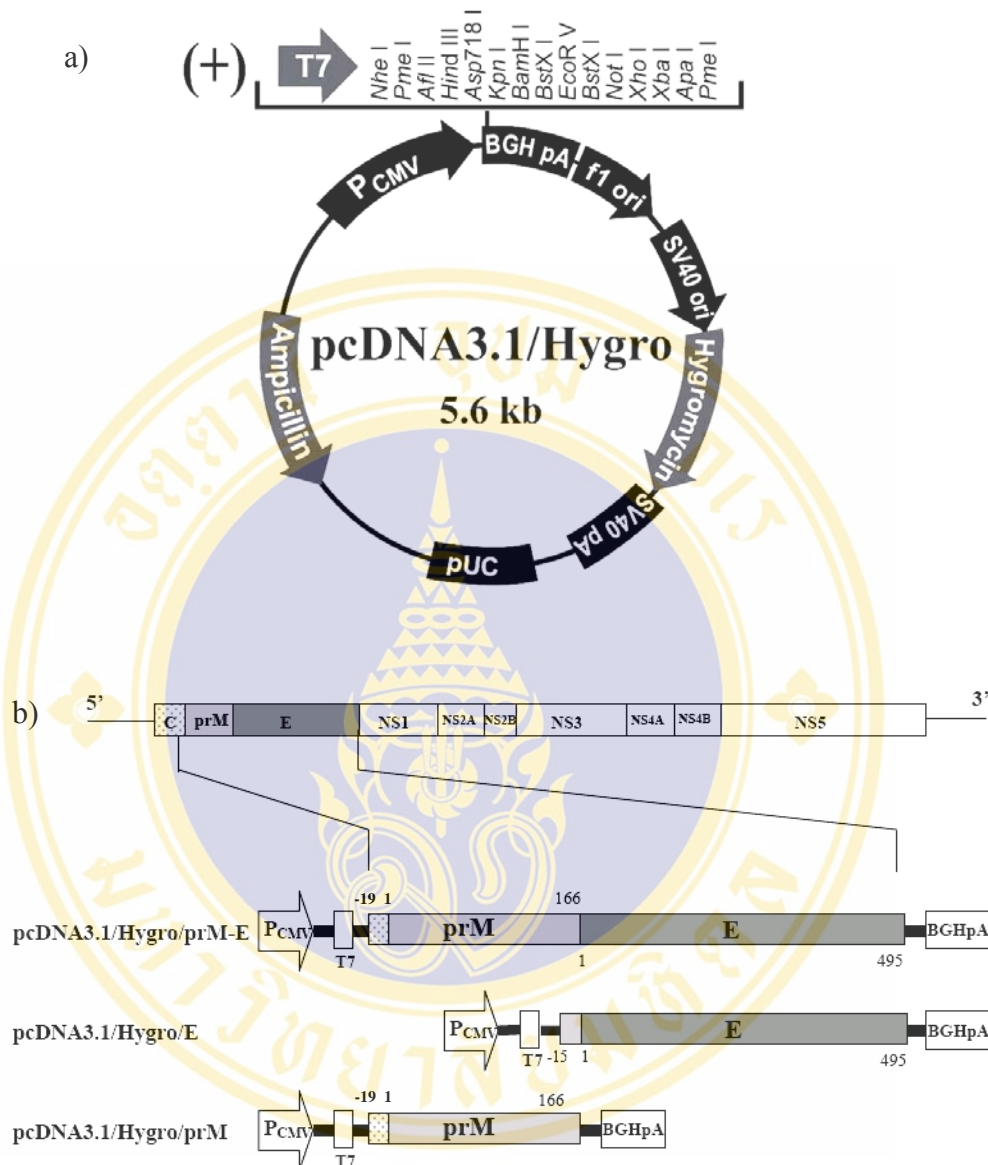 a)
(+)
T7
Nhe I
Pme I
Afl II
Hind III
Asp718 I
Kpn I
BamH I
BstX I
EcoR V
BstX I
Not I
Xho I
Xba I
Apa I
Pme I
PCMV
BGH pA
f1 ori
SV40 ori
Hygromycin
SV40 pA
pUC
Ampicillin
pcDNA3.1/Hygro
5.6 kb
b)
5’
3’
C
prM
E
NS1
NS2A
NS2B
NS3
NS4A
NS4B
NS5
pcDNA3.1/Hygro/prM-E
PCMV
T7
-19
1
prM
166
1
E
495
BGHpA
pcDNA3.1/Hygro/E
PCMV
T7
-15
1
E
495
BGHpA
pcDNA3.1/Hygro/prM
PCMV
T7
-19
1
prM
166
BGHpA